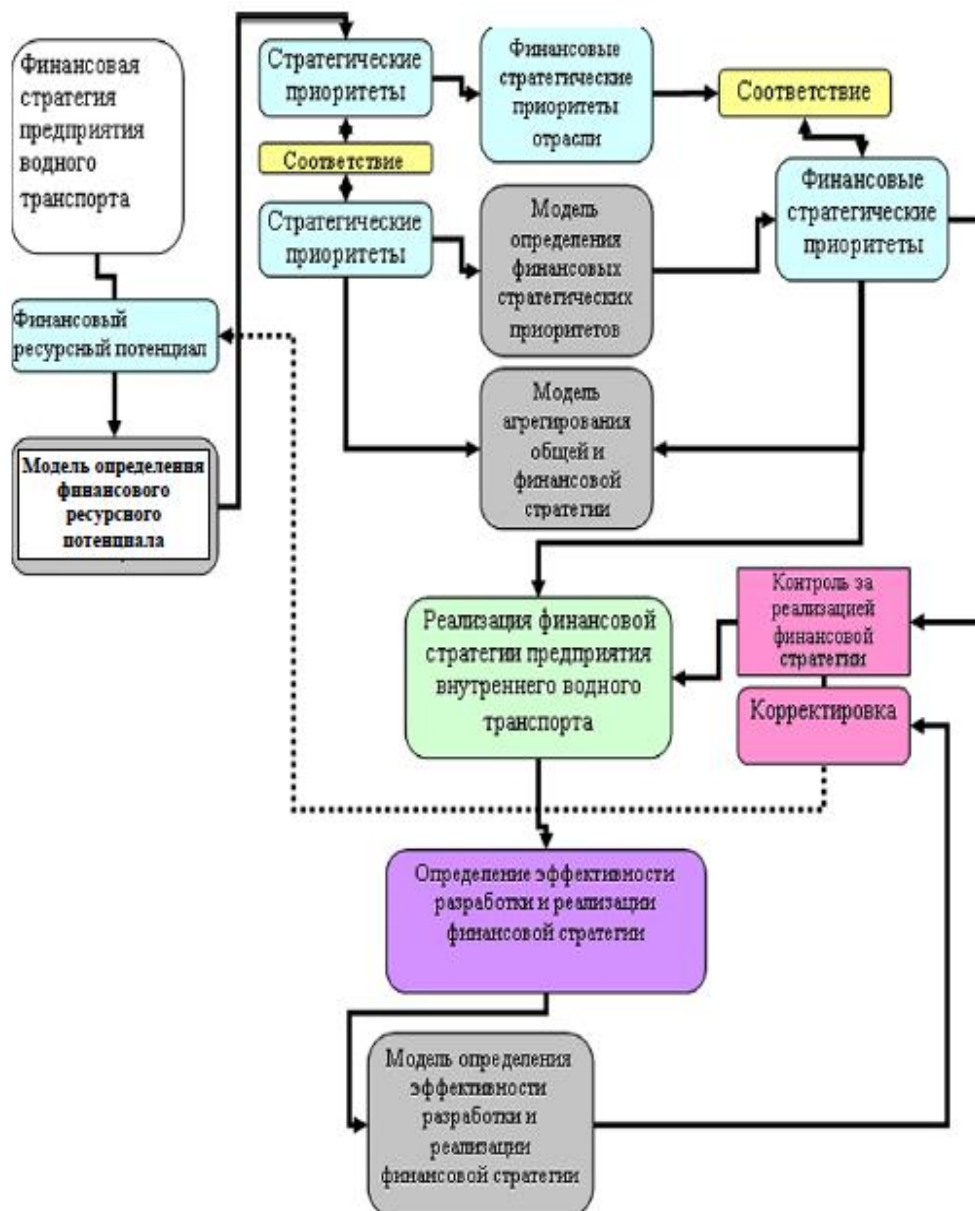 Финансовая
стратегия
предприятия
водного
транспорта
Стратегические
приоритеты
Финансовые
стратегические
приоритеты
отрасли
Соответствие
Соответствие
Стратегические
приоритеты
Модель
определения
финансовых
стратегических
приоритетов
Финансовые
стратегические
приоритеты
Финансовый
ресурсный потенциал
Модель определения
финансового
ресурсного
потенциала
Модель
агрегирования
общей и
финансовой
стратегии
Реализация финансовой
стратегии предприятия
внутреннего водного
транспорта
Контроль за
реализацией
финансовой
стратегии
Корректировка
Определение эффективности
разработки и реализации
финансовой стратегии
Модель определения
эффективности
разработки и
реализации
финансовой стратегии